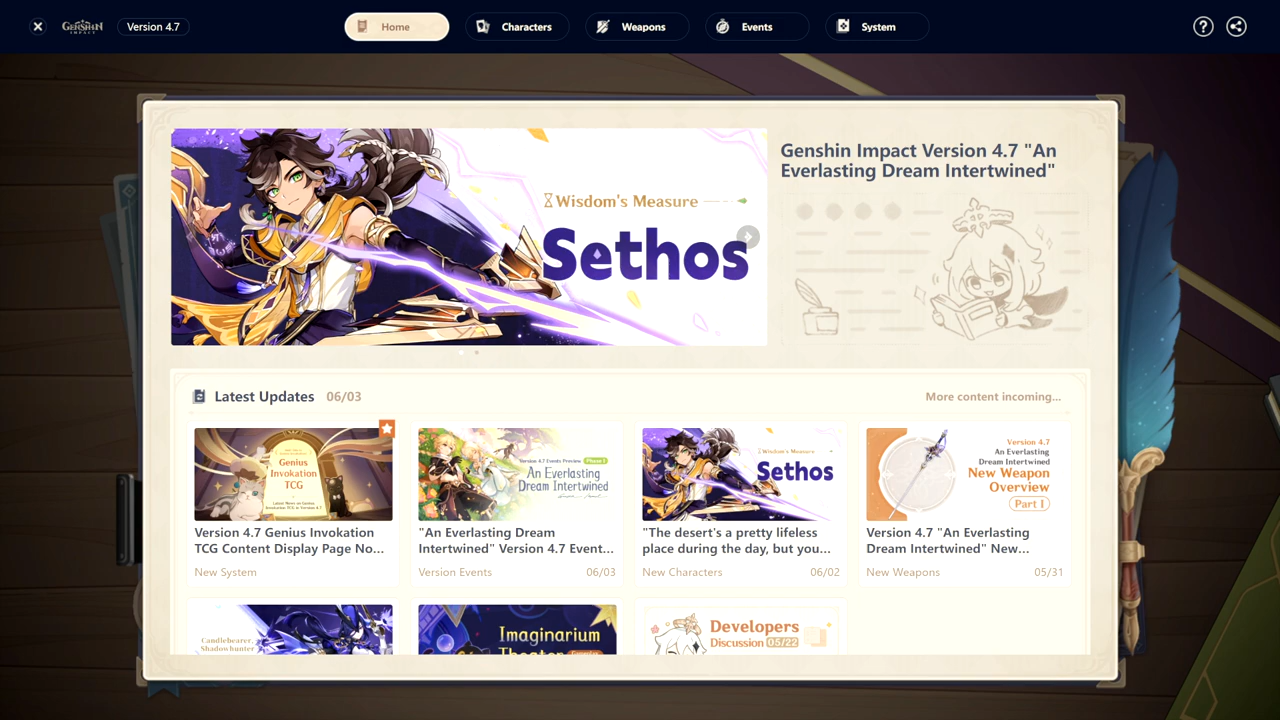 GENSHIN
IMPACT
Version 4.7
Home
Characters
Weapons
Events
System
Wisdom's Measure
Sethos
Genshin Impact Version 4.7 "An
Everlasting Dream Intertwined"
Latest Updates 06/03
More content incoming...
Genius
Invokation
TCG
Version 4.7 Genius Invokation
TCG Content Display Page No...
New System
Version 4.7 Events Preview Phase I
An Everlasting
Dream Intertwined
"An Everlasting Dream
Intertwined" Version 4.7 Event...
Version Events 06/03
Wisdom's Measure
Sethos
"The desert's a pretty lifeless
place during the day, but you...
New Characters 06/02
Version 4.7
An Everlasting
Dream Intertwined
New Weapon
Overview
Part I
Version 4.7 "An Everlasting
Dream Intertwined" New...
New Weapons 05/31
Candlebearer,
Shadowhunter
Imaginarium
Theater
Developers
Discussion 05/22